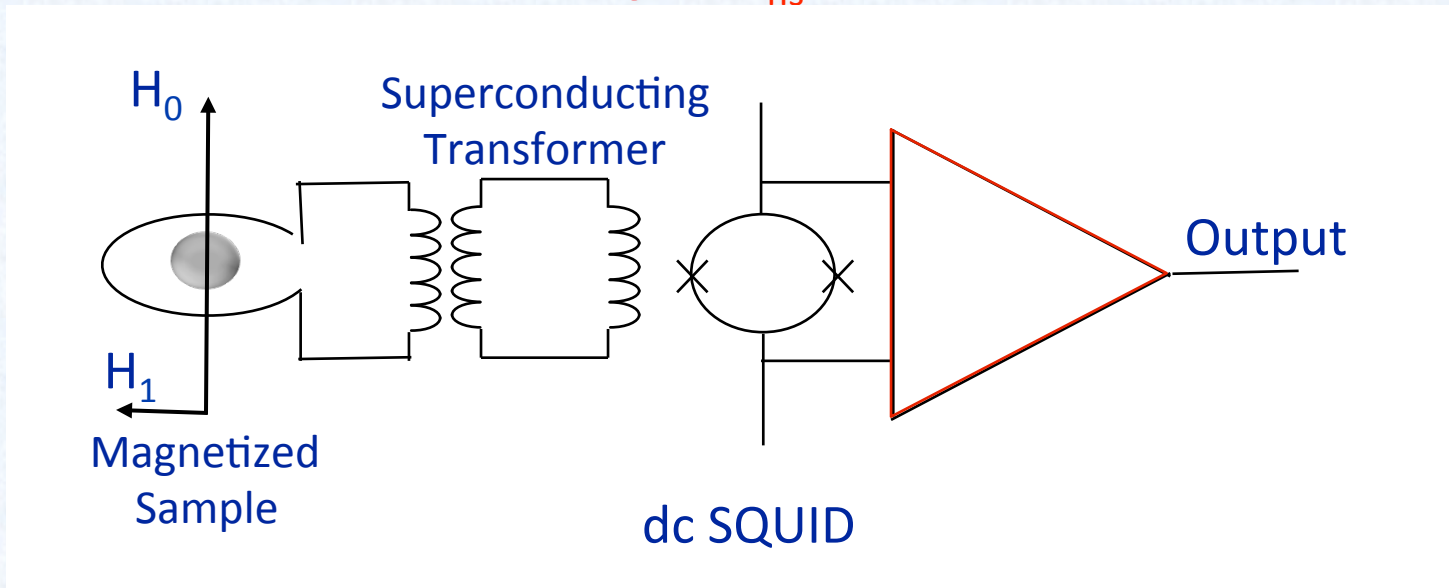 H₀
Superconducting
Transformer
Output
H₁
Magnetized
Sample
dc SQUID